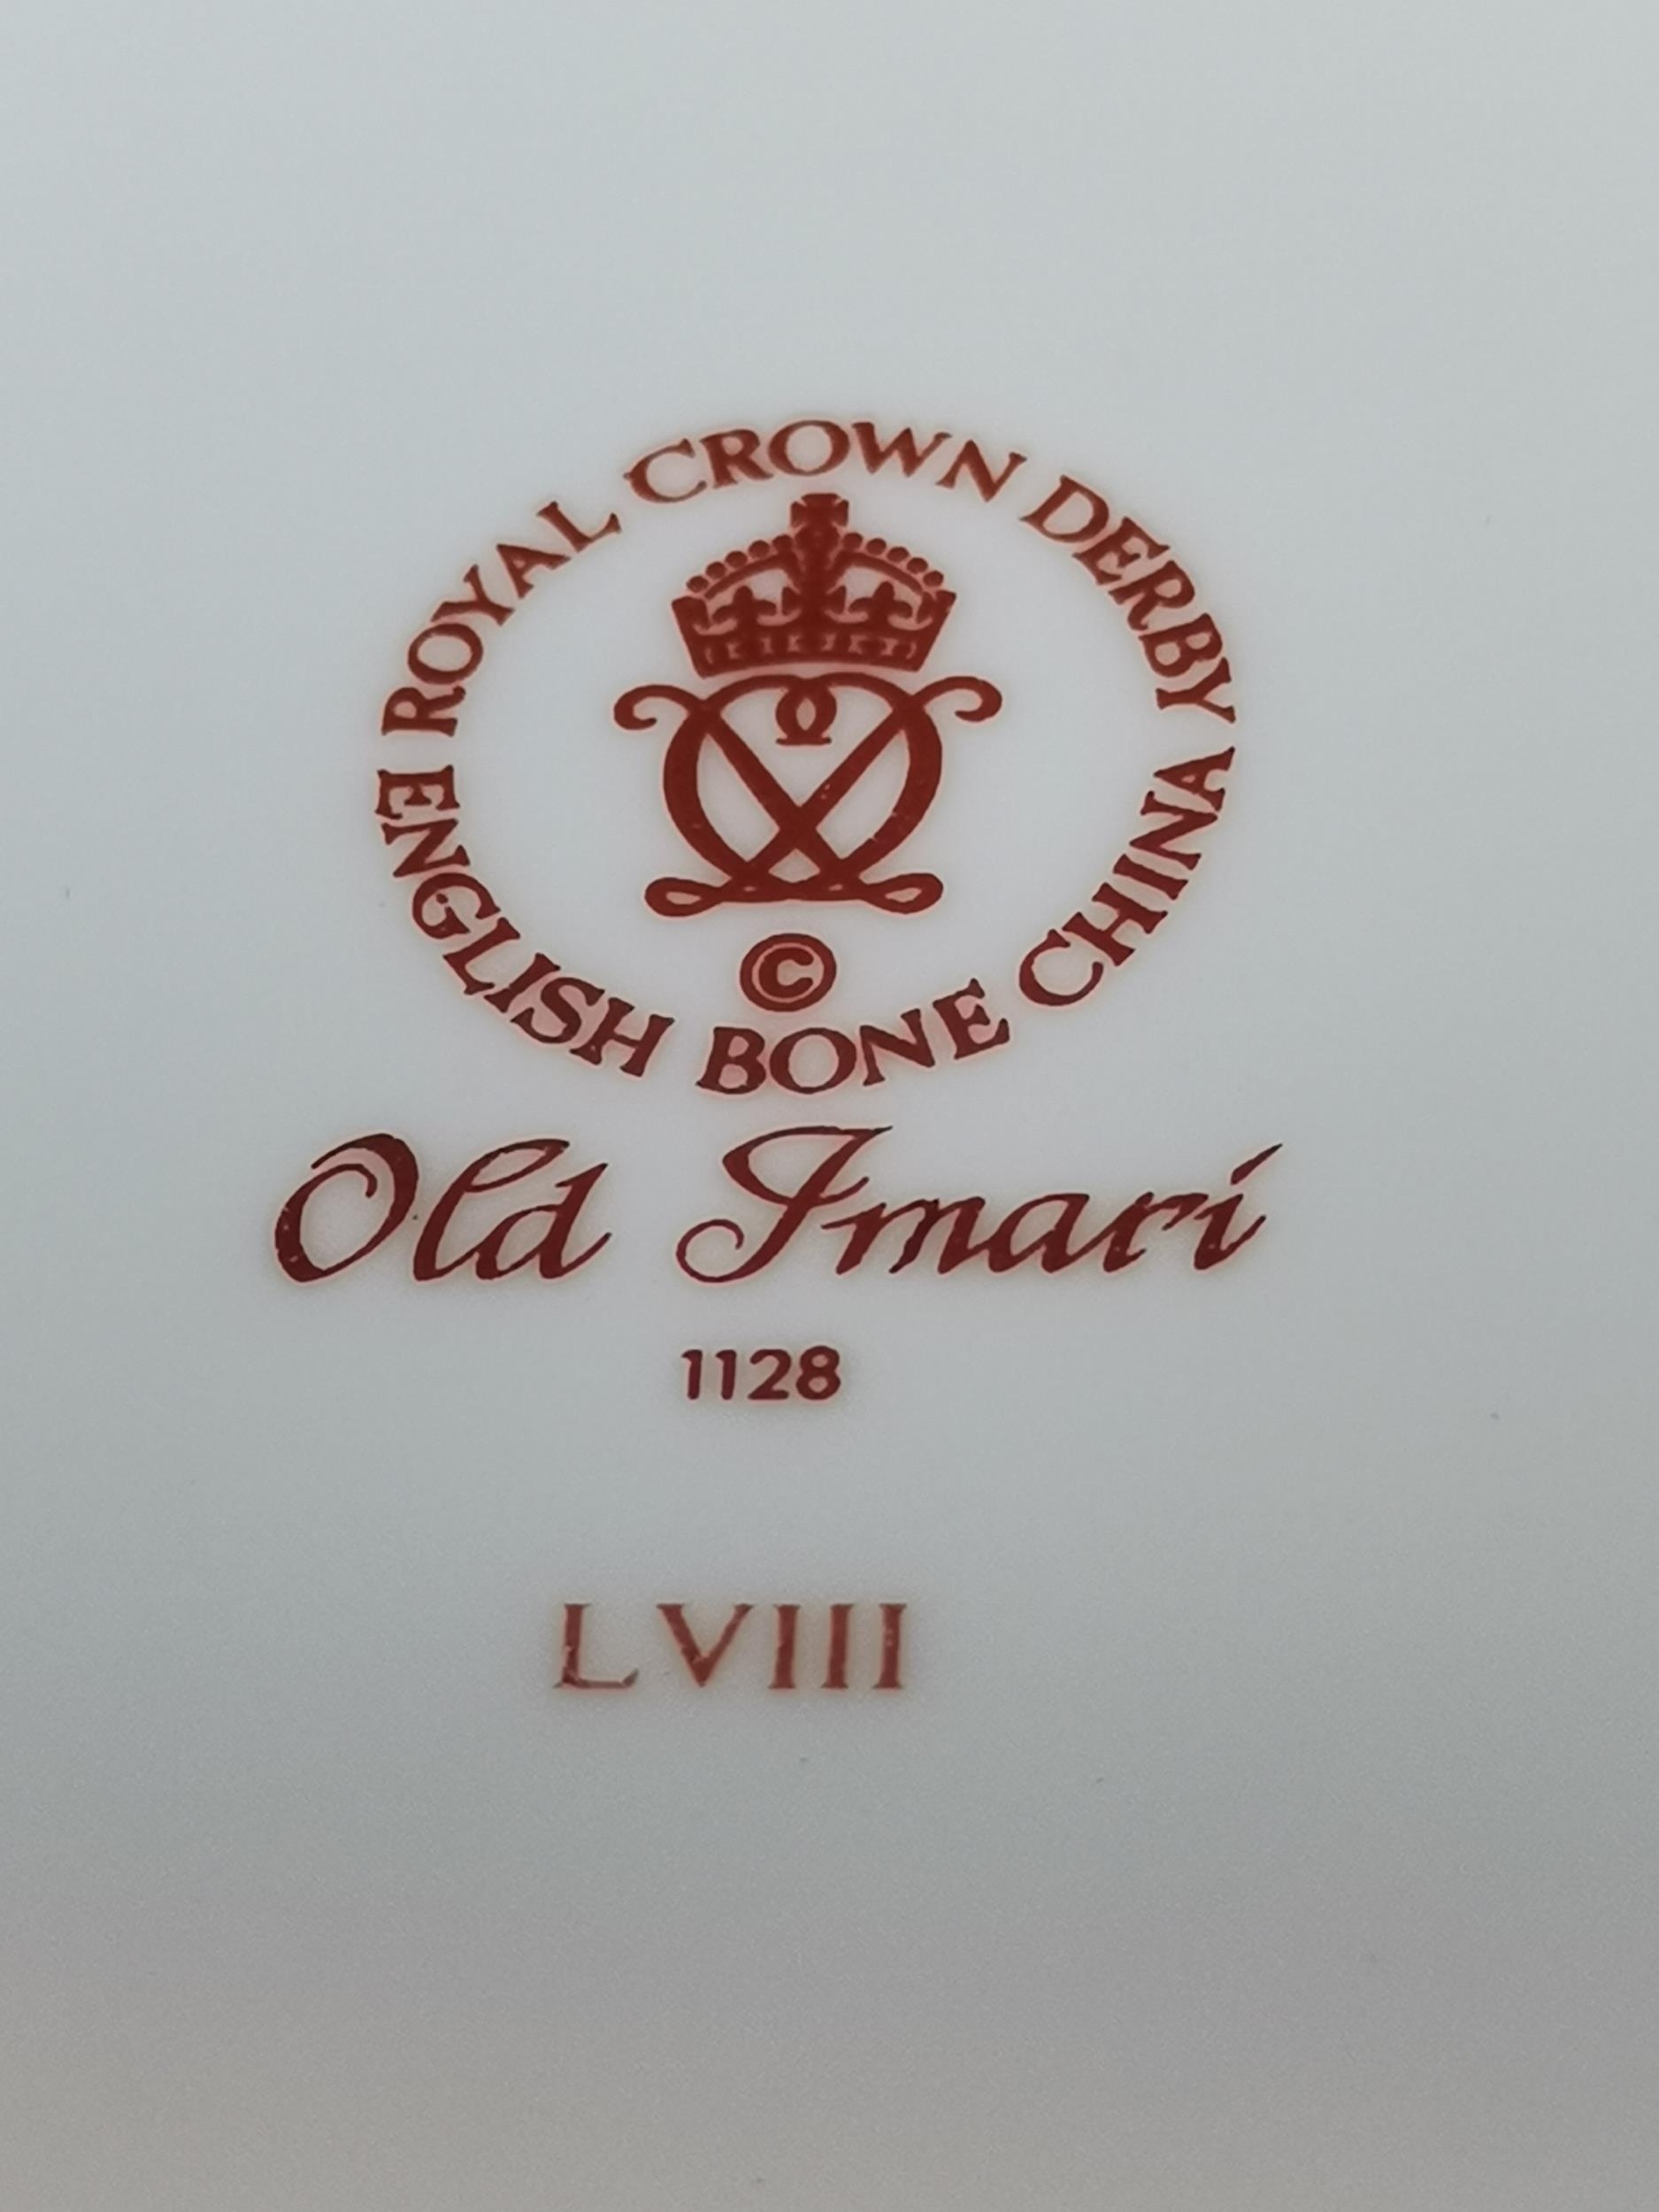 ROYAL CROWN DERBY
ENGLISH BONE CHINA
©
Old Imari
1128
LVIII